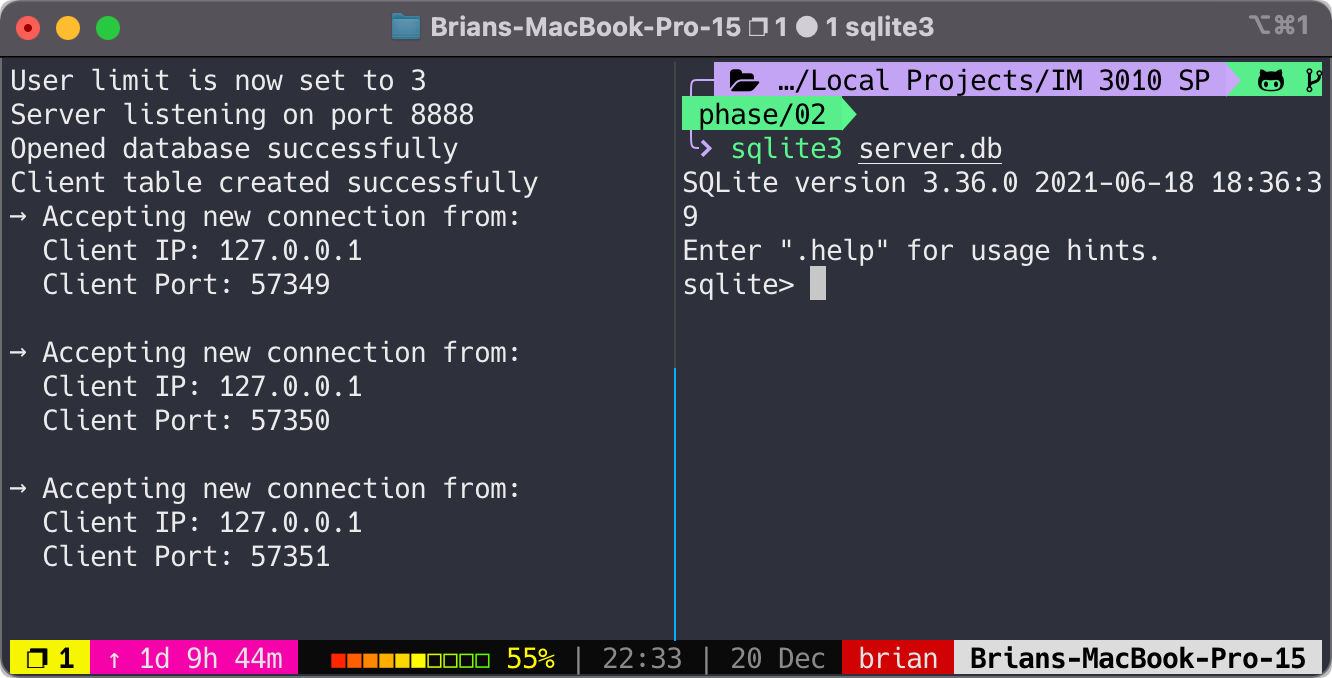 Brians-MacBook-Pro-15 ❐ 1 ● 1 sqlite3
⌥⌘1
User limit is now set to 3
Server listening on port 8888
Opened database successfully
Client table created successfully
→ Accepting new connection from:
Client IP: 127.0.0.1
Client Port: 57349
→ Accepting new connection from:
Client IP: 127.0.0.1
Client Port: 57350
→ Accepting new connection from:
Client IP: 127.0.0.1
Client Port: 57351
…/Local Projects/IM 3010 SP
phase/02
sqlite3 server.db
SQLite version 3.36.0 2021-06-18 18:36:3
9
Enter ".help" for usage hints.
sqlite>
❐ 1 ↑ 1d 9h 44m 55% | 22:33 | 20 Dec brian Brians-MacBook-Pro-15